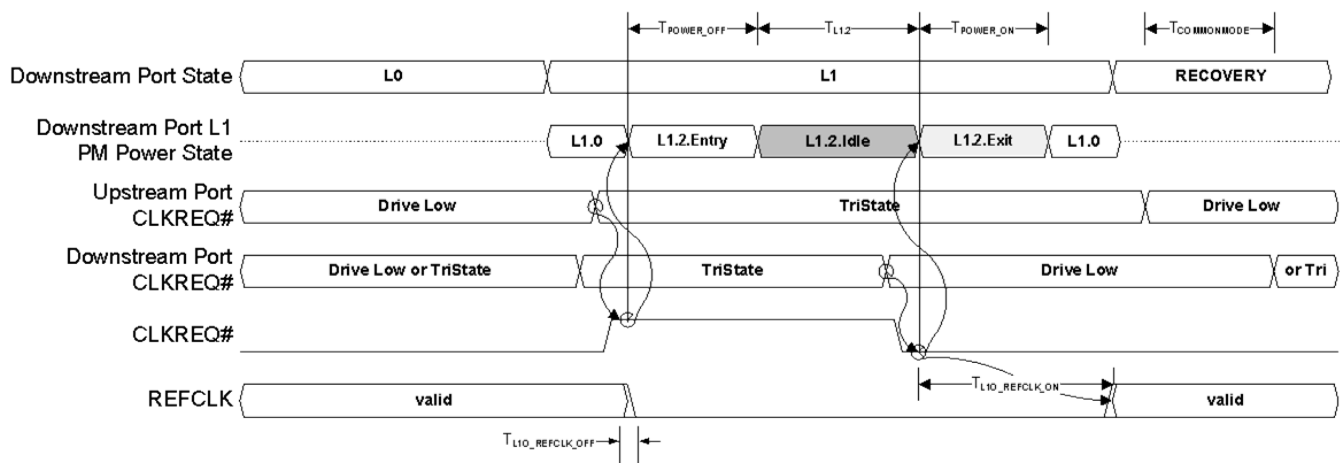 TPOWER_OFF TL1.2 TPOWER_ON TCOMMONMODE
Downstream Port State L0 L1 RECOVERY
Downstream Port L1
PM Power State
L1.0 L1.2.Entry L1.2.Idle L1.2.Exit L1.0
Upstream Port
CLKREQ#
Drive Low TriState Drive Low
Downstream Port
CLKREQ#
Drive Low or TriState TriState Drive Low or Tri
CLKREQ#
TL1O_REFCLK_ON
REFCLK valid valid
TL1O_REFCLK_OFF